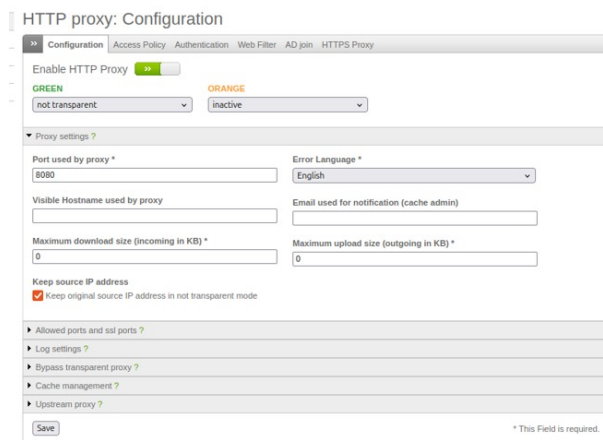 HTTP proxy: Configuration
» Configuration Access Policy Authentication Web Filter AD join HTTPS Proxy
Enable HTTP Proxy »
GREEN ORANGE
not transparent inactive
Proxy settings ?
Port used by proxy * Error Language *
8080 English
Visible Hostname used by proxy Email used for notification (cache admin)
Maximum download size (incoming in KB) * Maximum upload size (outgoing in KB) *
0 0
Keep source IP address
Keep original source IP address in not transparent mode
Allowed ports and ssl ports ?
Log settings ?
Bypass transparent proxy ?
Cache management ?
Upstream proxy ?
Save * This Field is required.